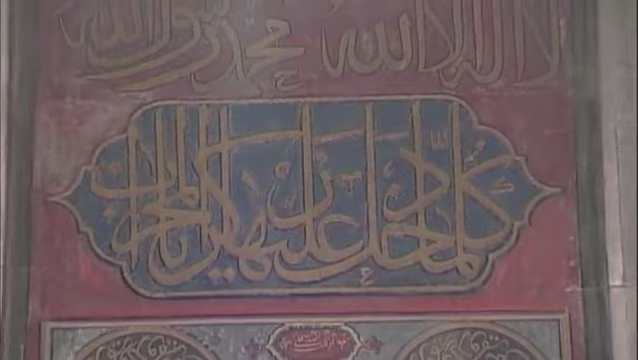 لا اله الا الله محمد رسول الله
كلما دخل عليها زكريا المحراب